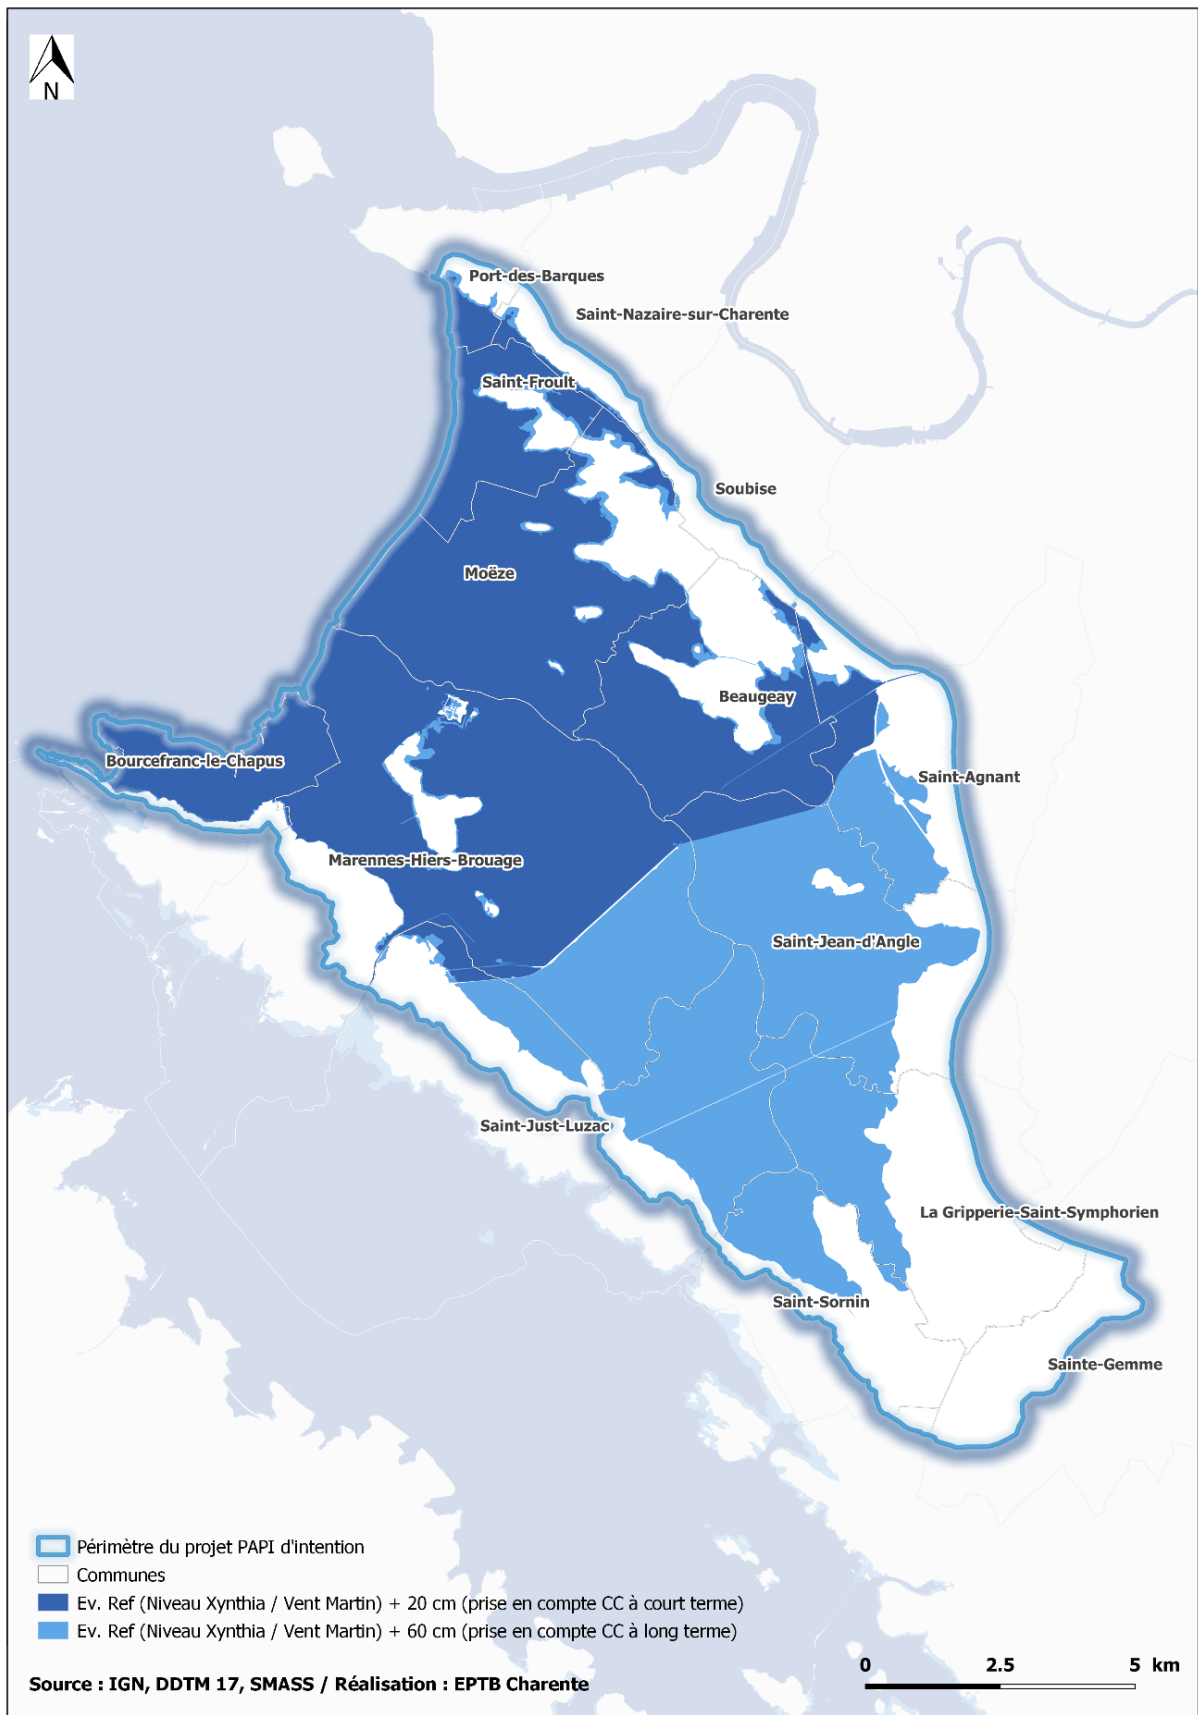 N
Port-des-Barques
Saint-Nazaire-sur-Charente
Saint-Froult
Soubise
Moëze
Beaugeay
Bourcefranc-le-Chapus
Saint-Agnant
Marennes-Hiers-Brouage
Saint-Jean-d'Angle
Saint-Just-Luzac
La Gripperie-Saint-Symphorien
Saint-Sornin
Sainte-Gemme
Périmètre du projet PAPI d'intention
Communes
Ev. Ref (Niveau Xynthia / Vent Martin) + 20 cm (prise en compte CC à court terme)
Ev. Ref (Niveau Xynthia / Vent Martin) + 60 cm (prise en compte CC à long terme)
0 2.5 5 km
Source : IGN, DDTM 17, SMASS / Réalisation : EPTB Charente